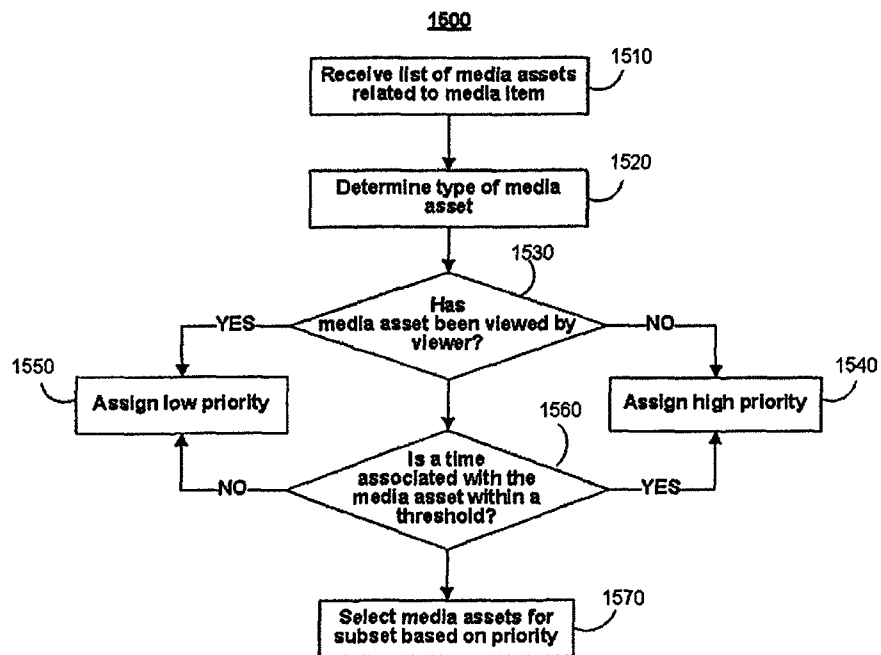 1500
Receive list of media assets
related to media item
1510
Determine type of media
asset
1520
1530
Has
media asset been viewed by
viewer?
YES
NO
1550
Assign low priority
Assign high priority
1540
1560
Is a time
associated with the
media asset within a
threshold?
NO
YES
Select media assets for
subset based on priority
1570